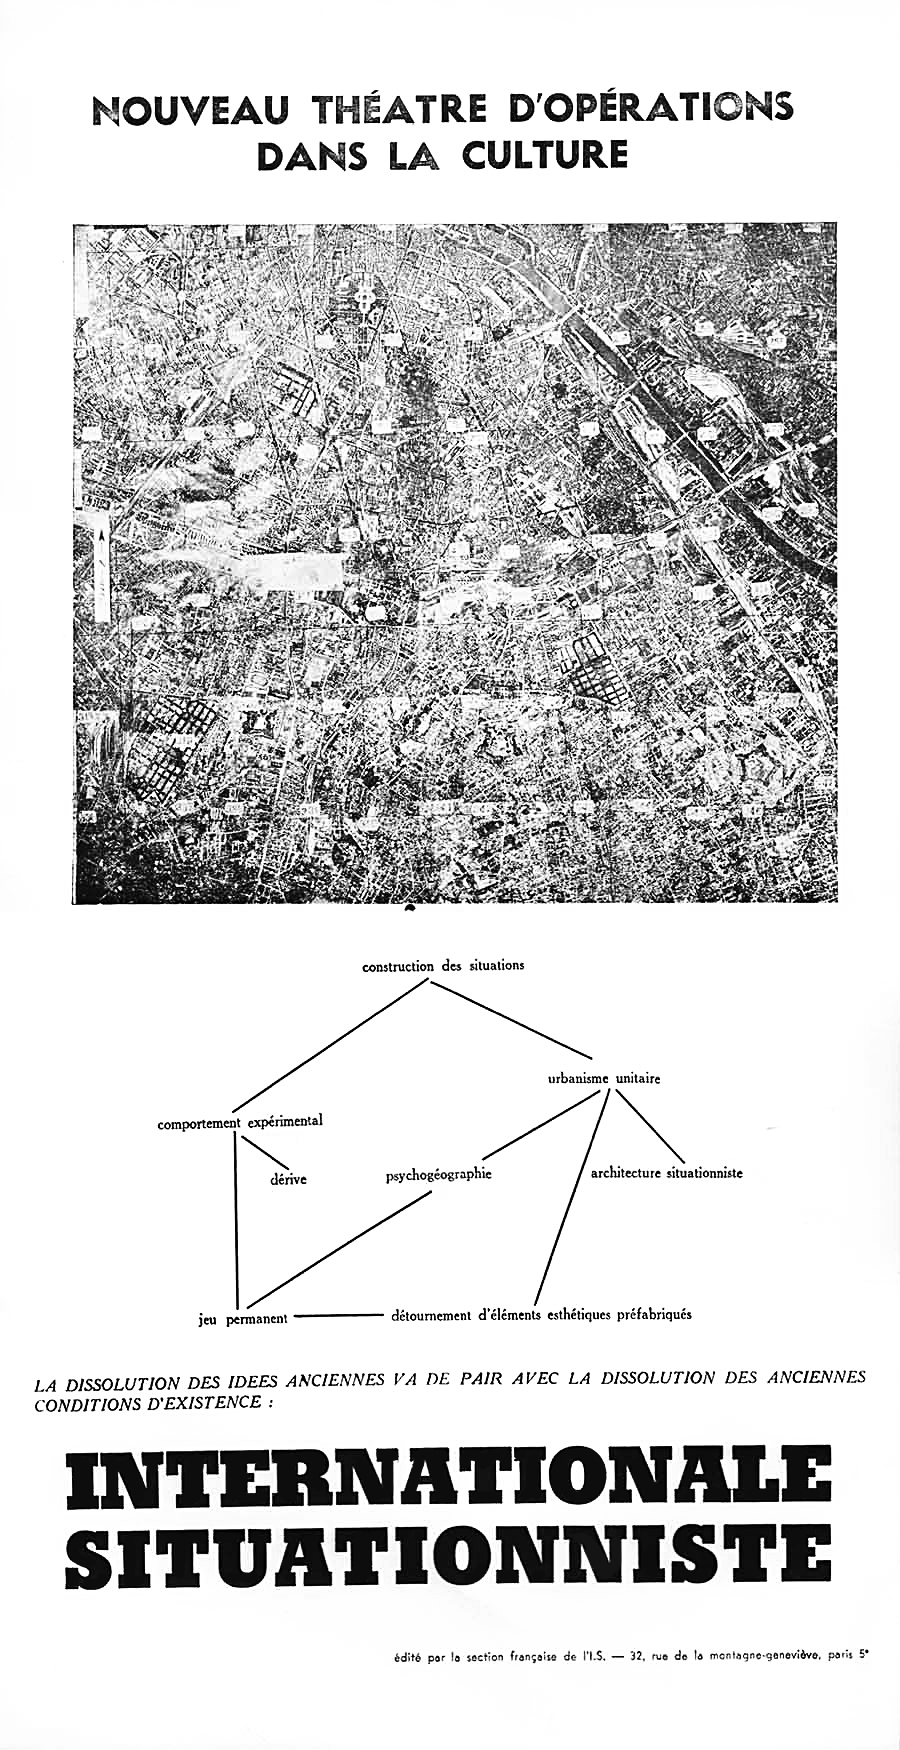 NOUVEAU THÉATRE D'OPÉRATIONS
DANS LA CULTURE
construction des situations
urbanisme unitaire
comportement expérimental
dérive
psychogéographie
architecture situationniste
jeu permanent
détournement d'éléments esthétiques préfabriqués
LA DISSOLUTION DES IDEES ANCIENNES VA DE PAIR AVEC LA DISSOLUTION DES ANCIENNES
CONDITIONS D'EXISTENCE :
INTERNATIONALE
SITUATIONNISTE
édité par la section française de l'I.S. — 32, rue de la montagne-geneviève, paris 5ᵉ